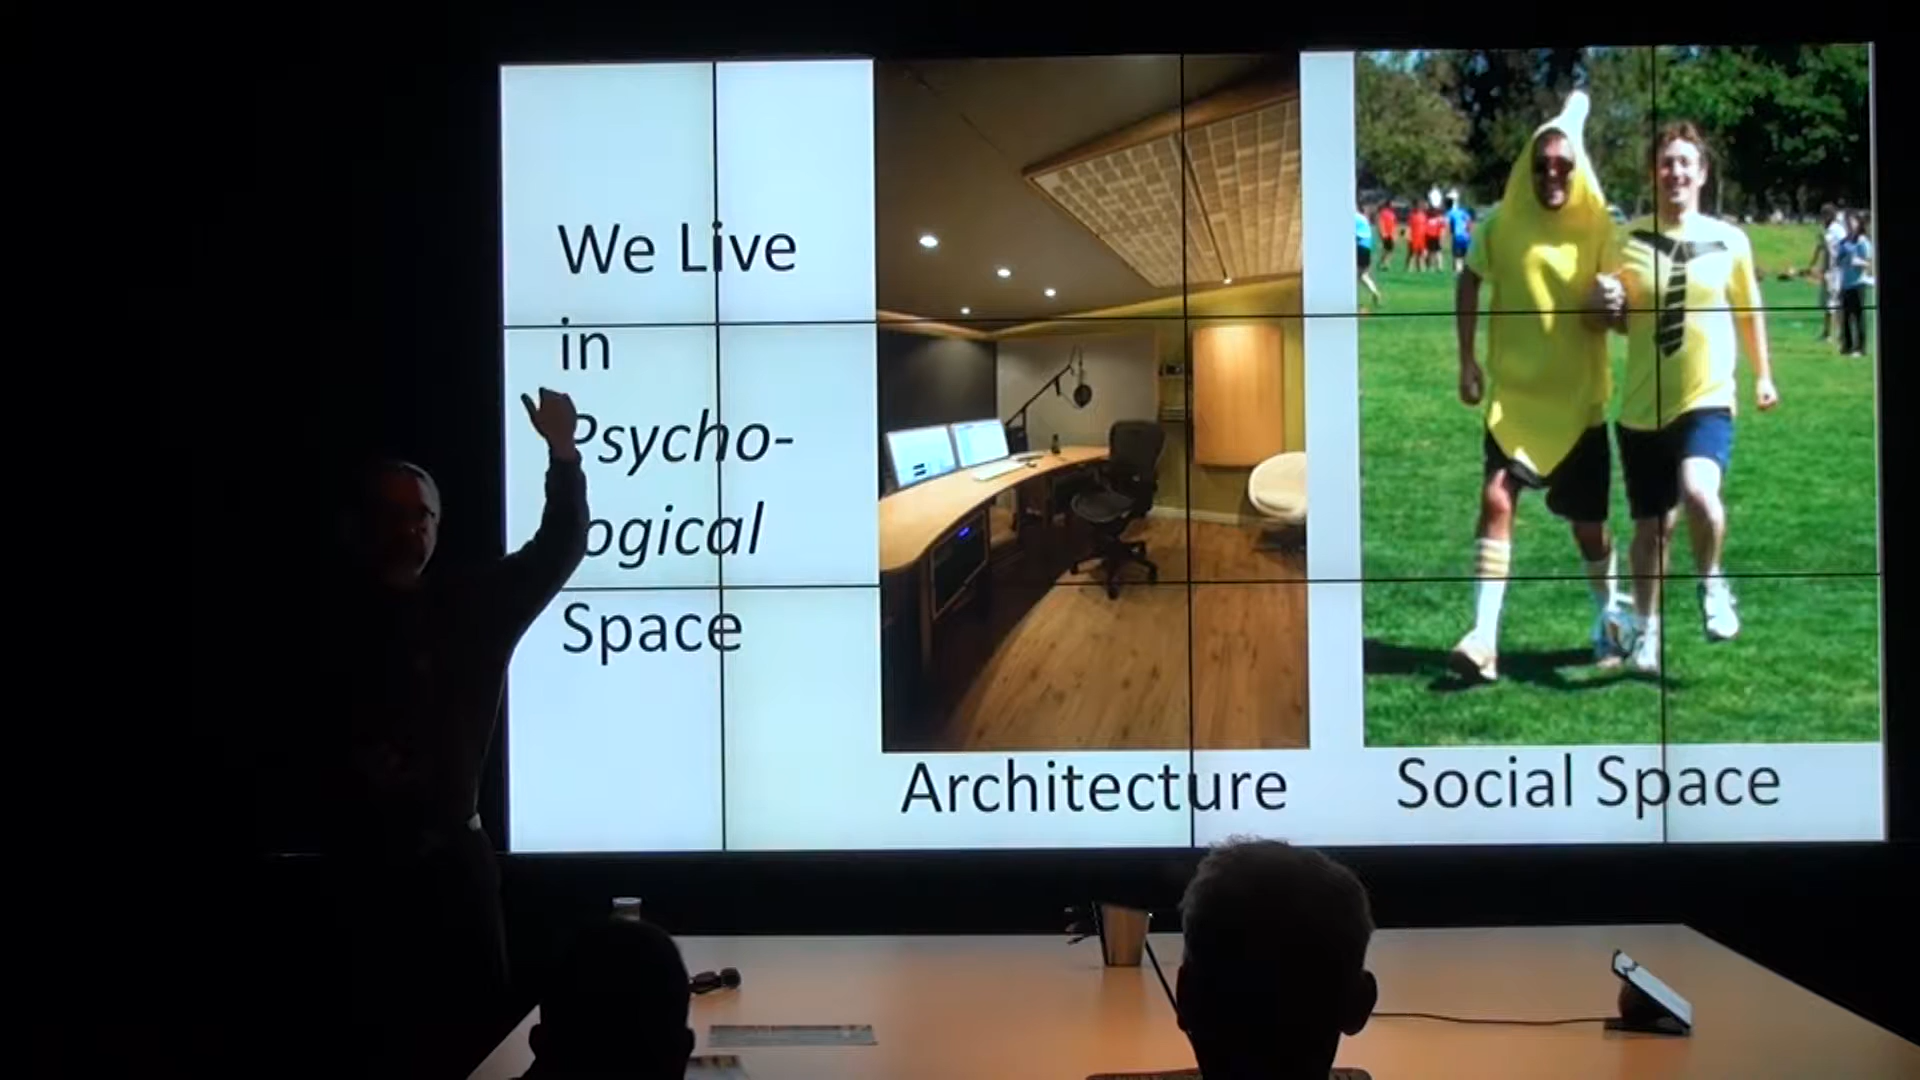 We Live
in
Psycho-
logical
Space
Architecture
Social Space